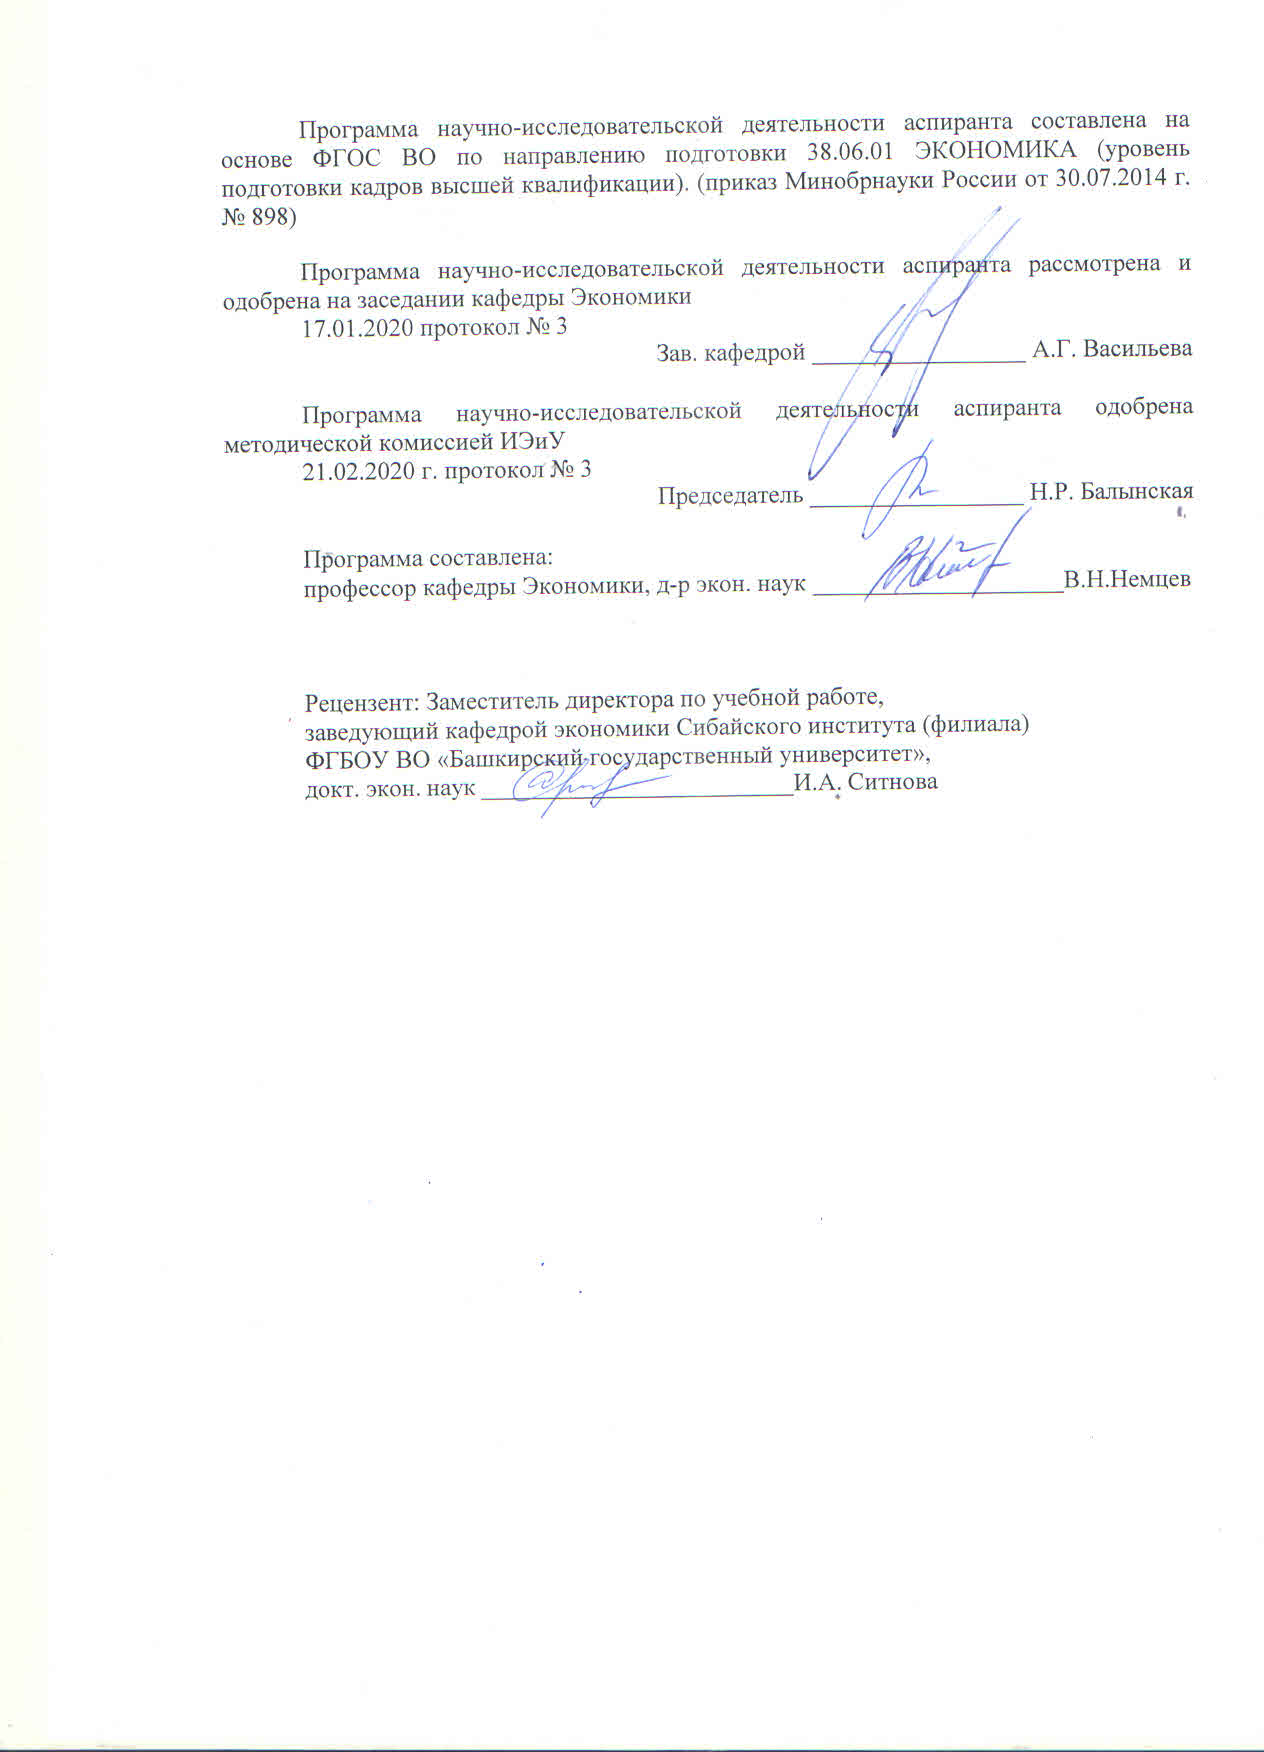 Программа научно-исследовательской деятельности аспиранта составлена на
основе ФГОС ВО по направлению подготовки 38.06.01 ЭКОНОМИКА (уровень
подготовки кадров высшей квалификации). (приказ Минобрнауки России от 30.07.2014 г.
№ 898)
Программа научно-исследовательской деятельности аспиранта рассмотрена и
одобрена на заседании кафедры Экономики
17.01.2020 протокол № 3
Зав. кафедрой ________________ А.Г. Васильева
Программа научно-исследовательской деятельности аспиранта одобрена
методической комиссией ИЭиУ
21.02.2020 г. протокол № 3
Председатель ________________ Н.Р. Балынская
Программа составлена:
профессор кафедры Экономики, д-р экон. наук ___________________В.Н.Немцев
Рецензент: Заместитель директора по учебной работе,
заведующий кафедрой экономики Сибайского института (филиала)
ФГБОУ ВО «Башкирский государственный университет»,
докт. экон. наук ________________________И.А. Ситнова